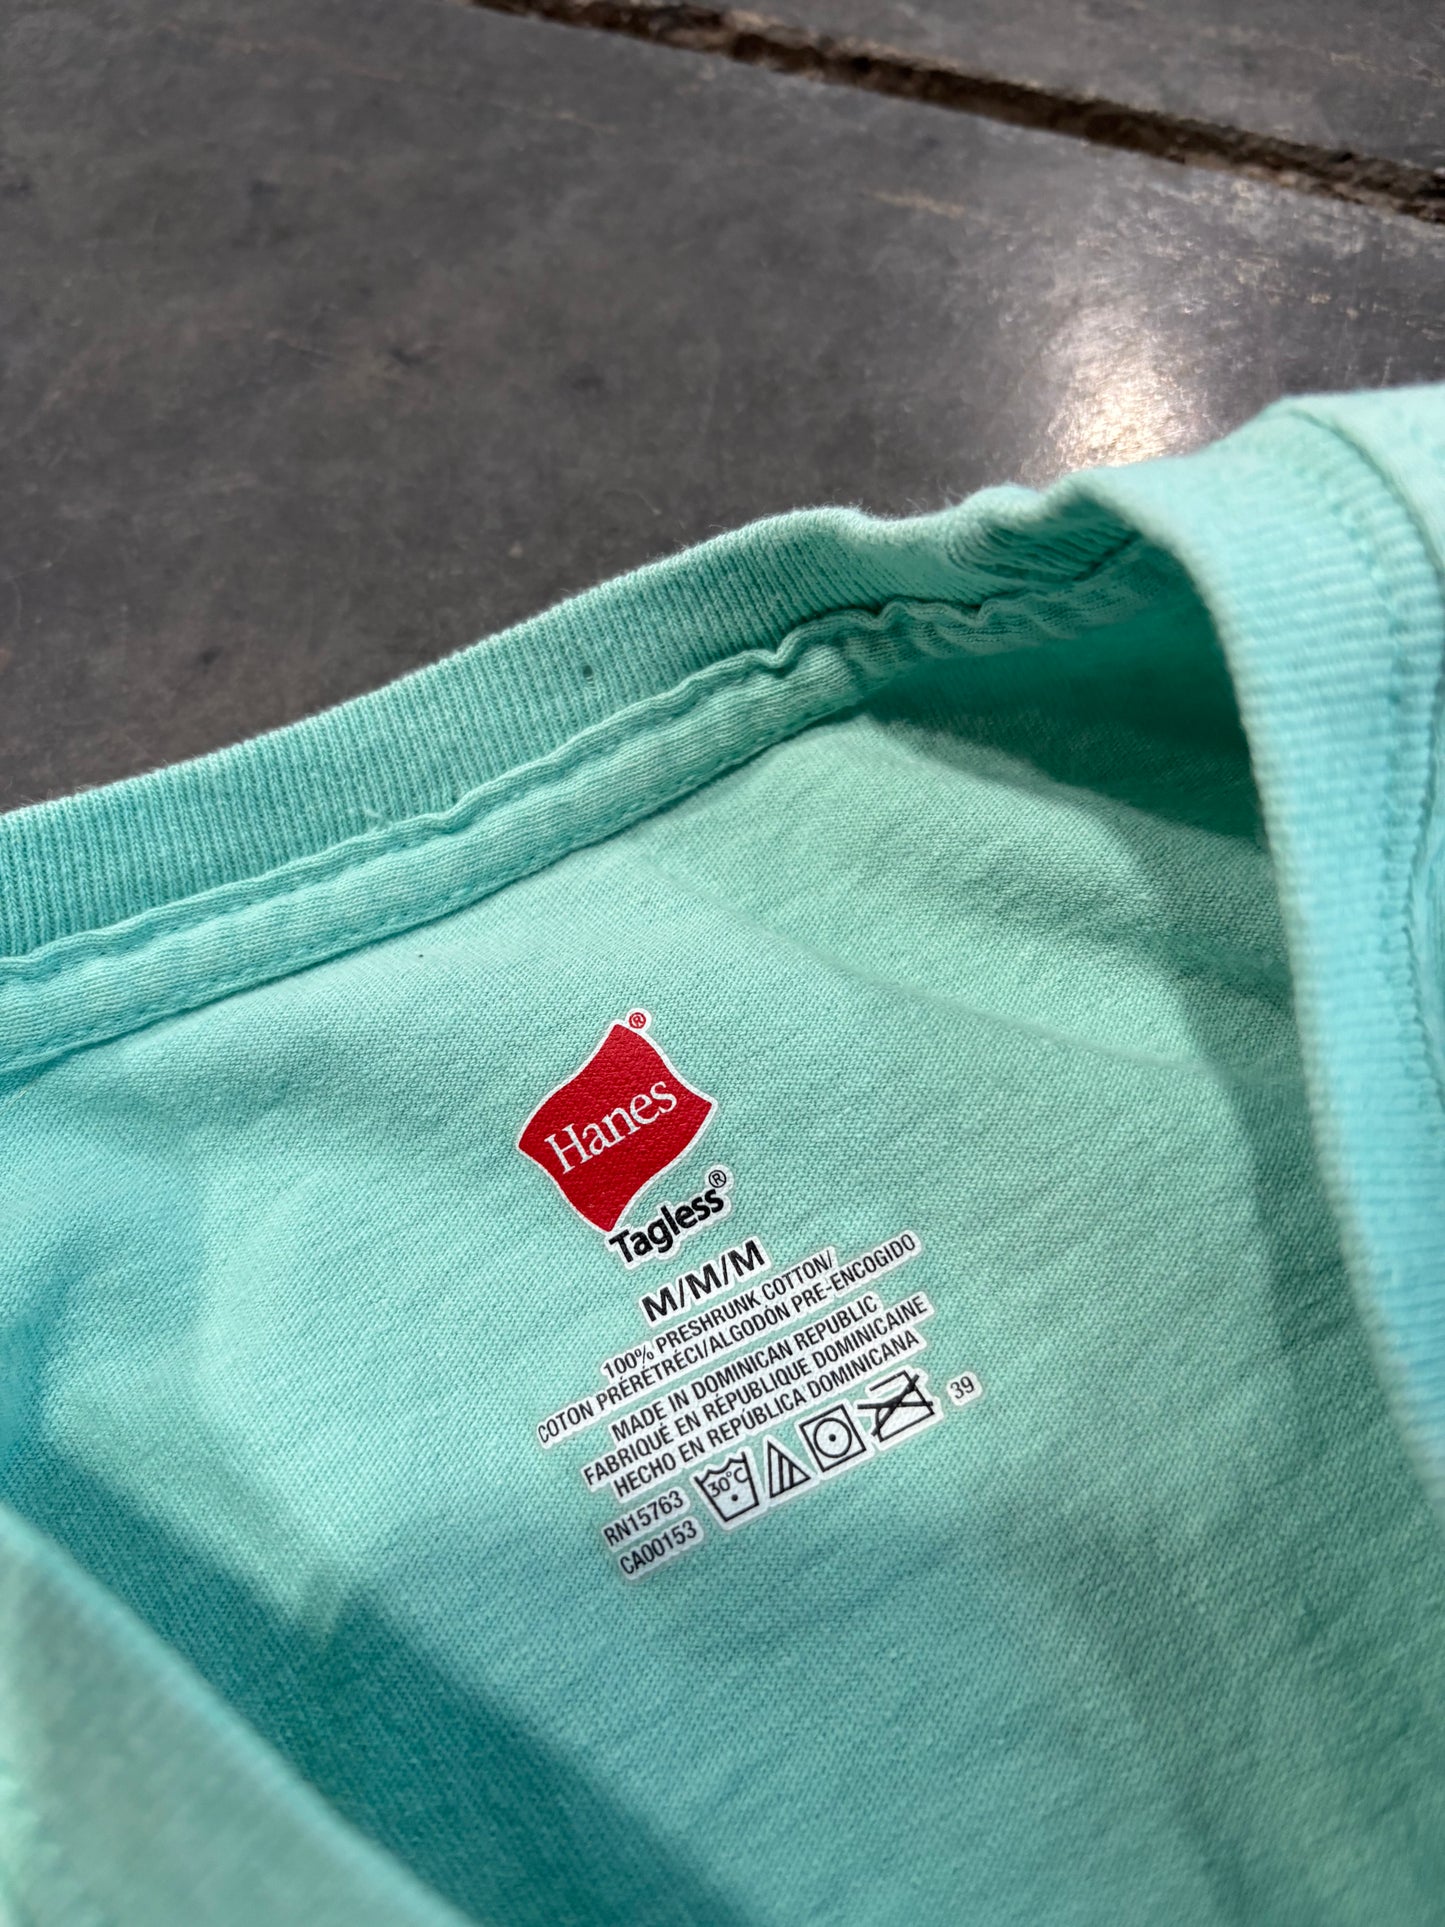 Hanes®
Tagless®
M/M/M
100% PRESHRUNK COTTON/
COTON PRÉRÉTRÉCI/ALGODÓN PRE-ENCOGIDO
MADE IN DOMINICAN REPUBLIC
FABRIQUÉ EN RÉPUBLIQUE DOMINICAINE
HECHO EN REPÚBLICA DOMINICANA
RN15763 30°C 39
CA00153